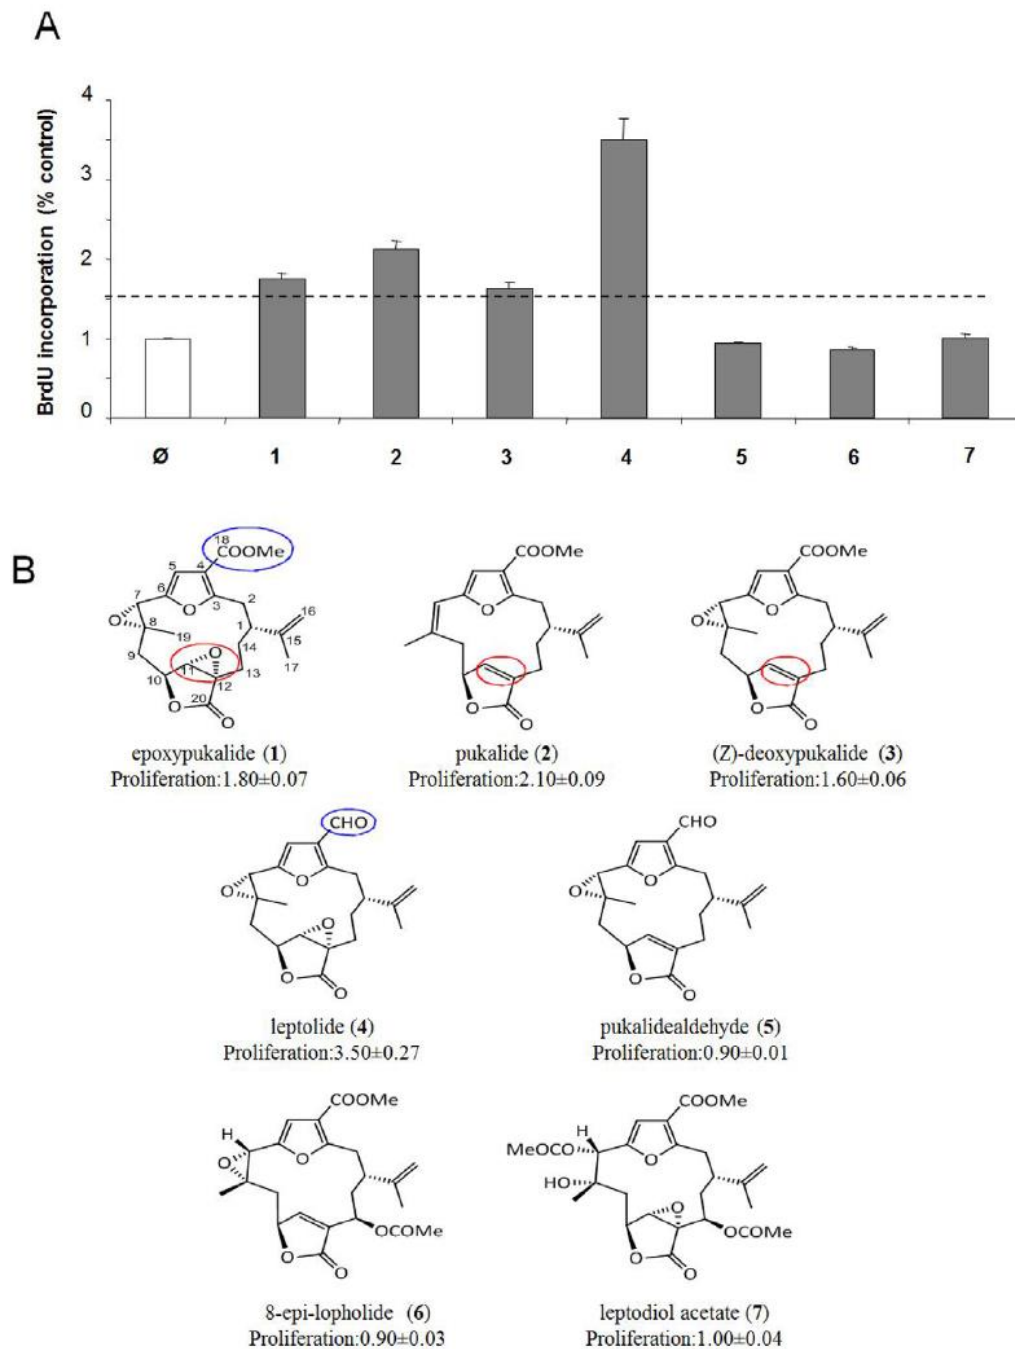 A
BrdU incorporation (% control)
4
3
2
1
0
Ø 1 2 3 4 5 6 7
B
18
COOMe
5 4
7 6 O 3 2
O 8 19 1 16
15
9 O 14 17
11 13
10 12
20
O
O
epoxypukalide (1)
Proliferation:1.80±0.07
COOMe
O
O
O
pukalide (2)
Proliferation:2.10±0.09
COOMe
O
O
O
O
(Z)-deoxypukalide (3)
Proliferation:1.60±0.06
CHO
O
O
O
O
O
leptolide (4)
Proliferation:3.50±0.27
CHO
O
O
O
O
pukalidealdehyde (5)
Proliferation:0.90±0.01
COOMe
H
O
O
OCOMe
O
O
8-epi-lopholide (6)
Proliferation:0.90±0.03
COOMe
H
MeOCO
O
HO
O
OCOMe
O
O
leptodiol acetate (7)
Proliferation:1.00±0.04